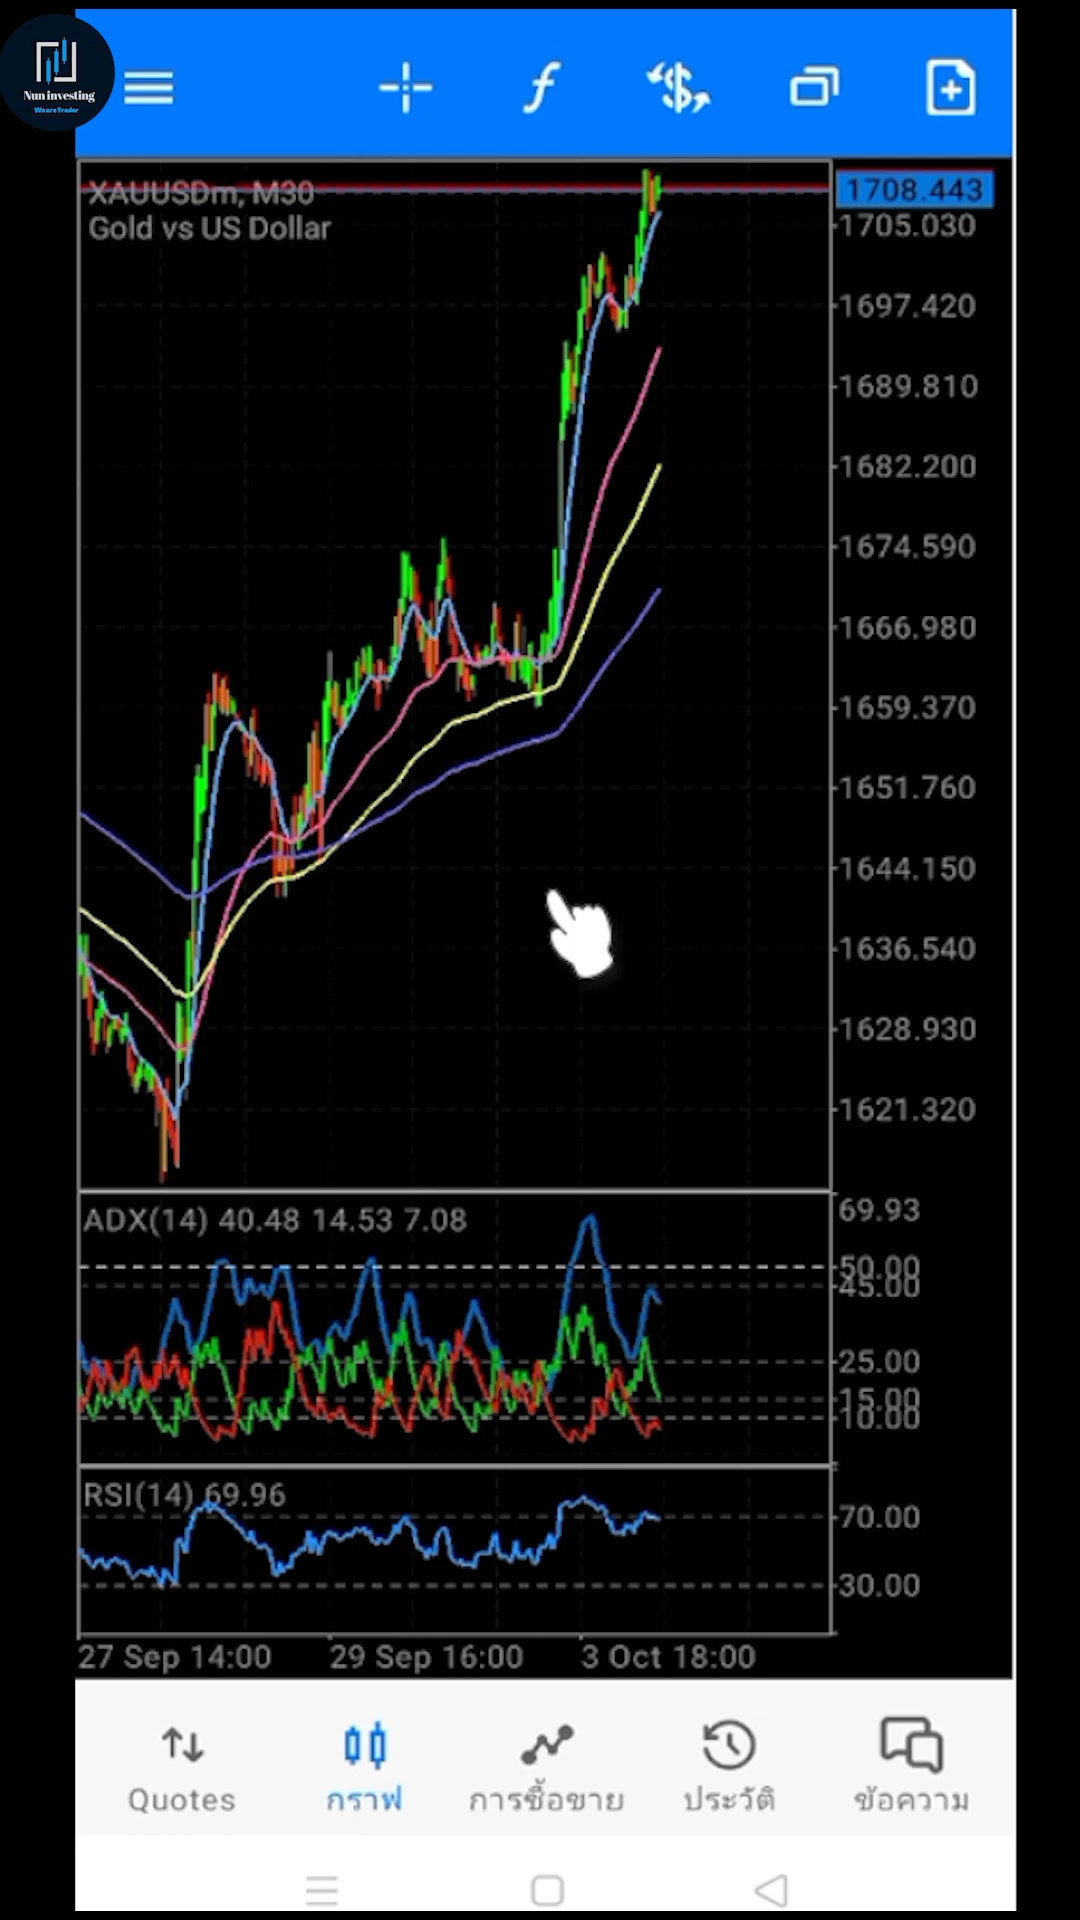 Nun investing
We are Trader
XAUUSDm, M30
Gold vs US Dollar
1708.443
1705.030
1697.420
1689.810
1682.200
1674.590
1666.980
1659.370
1651.760
1644.150
1636.540
1628.930
1621.320
ADX(14) 40.48 14.53 7.08
69.93
50.00
45.00
25.00
15.00
10.00
RSI(14) 69.96
70.00
30.00
27 Sep 14:00
29 Sep 16:00
3 Oct 18:00
Quotes
กราฟ
การซื้อขาย
ประวัติ
ข้อความ